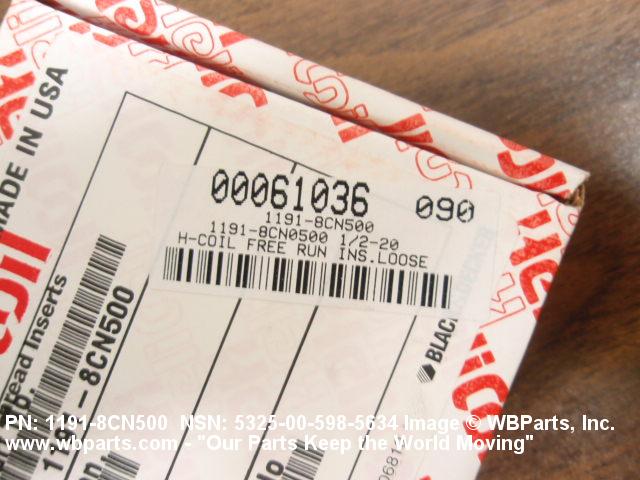 MADE IN USA
00061036 090
1191-8CN500
1191-8CN0500 1/2-20
H-COIL FREE RUN INS.LOOSE
Inserts
- 8CN500
BLACK
PN: 1191-8CN500 NSN: 5325-00-598-5634 Image © WBParts, Inc.
www.wbparts.com - "Our Parts Keep the World Moving"